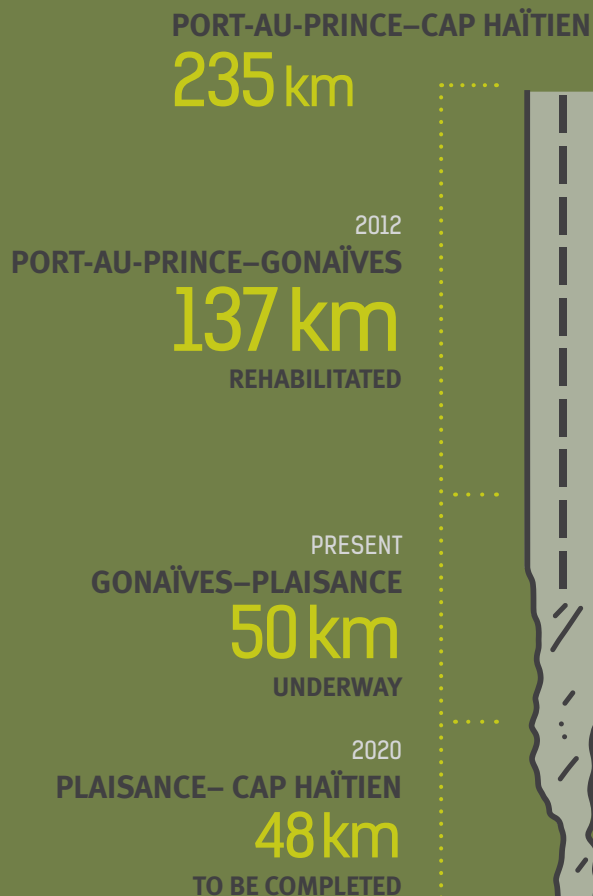 PORT-AU-PRINCE–CAP HAÏTIEN
235 km
2012
PORT-AU-PRINCE–GONAÏVES
137 km
REHABILITATED
PRESENT
GONAÏVES–PLAISANCE
50 km
UNDERWAY
2020
PLAISANCE– CAP HAÏTIEN
48 km
TO BE COMPLETED